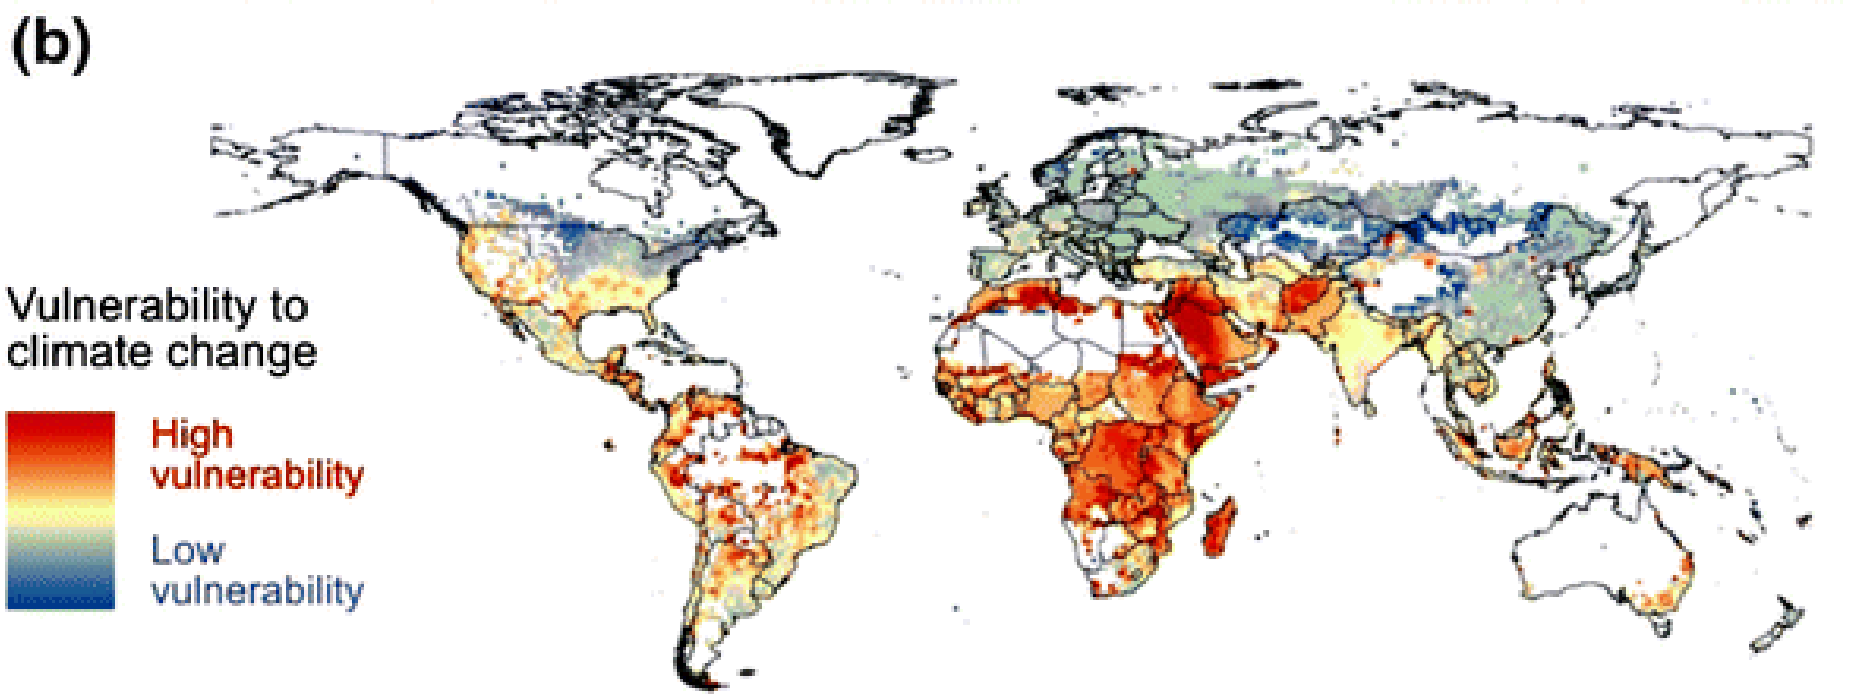 (b)
Vulnerability to
climate change
High
vulnerability
Low
vulnerability